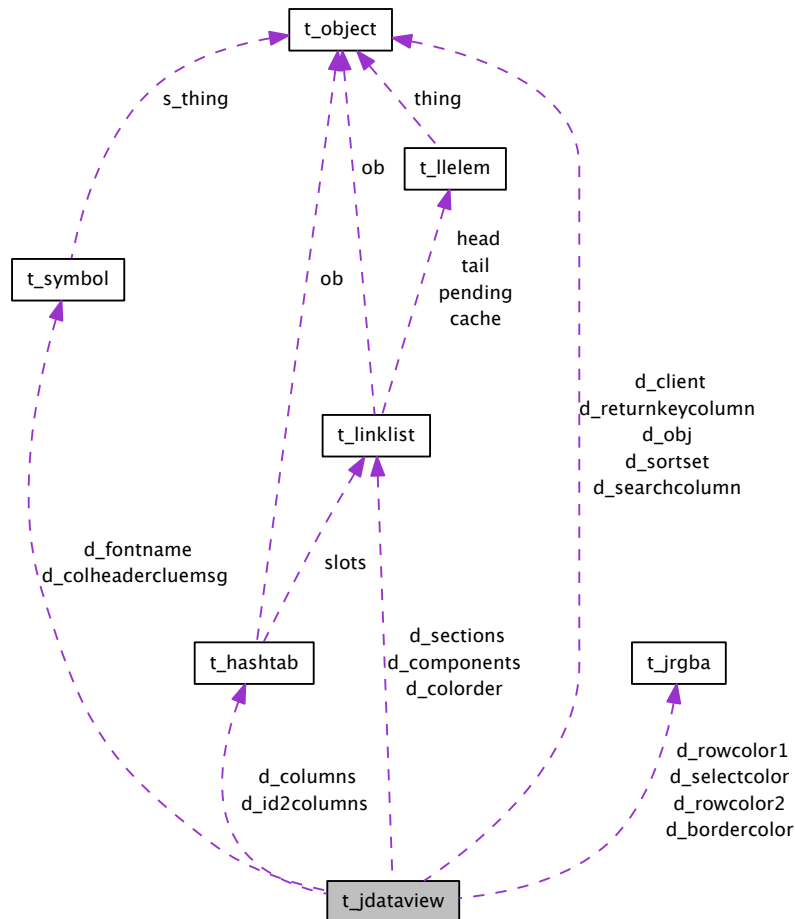 t_object
s_thing
thing
ob
t_llelem
head
tail
pending
cache
t_symbol
ob
d_client
d_returnkeycolumn
d_obj
d_sortset
d_searchcolumn
t_linklist
d_fontname
d_colheadercluemsg
slots
t_hashtab
d_sections
d_components
d_colorder
t_jrgba
d_columns
d_id2columns
d_rowcolor1
d_selectcolor
d_rowcolor2
d_bordercolor
t_jdataview